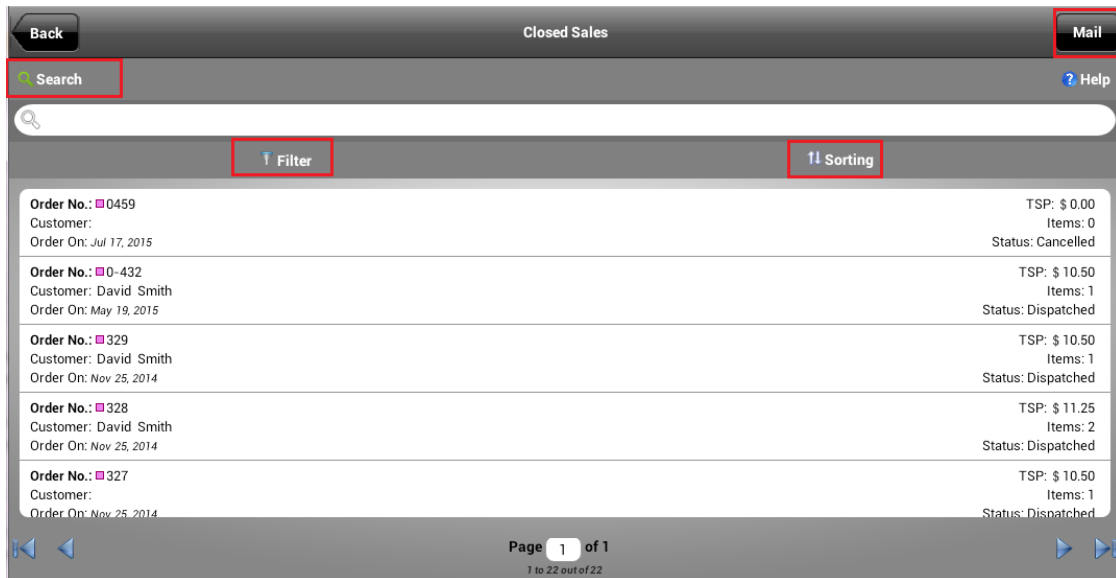 Back Closed Sales Mail
Search Help
Filter Sorting
Order No.: 0459 TSP: $ 0.00
Customer: Items: 0
Order On: Jul 17, 2015 Status: Cancelled
Order No.: 0-432 TSP: $ 10.50
Customer: David Smith Items: 1
Order On: May 19, 2015 Status: Dispatched
Order No.: 329 TSP: $ 10.50
Customer: David Smith Items: 1
Order On: Nov 25, 2014 Status: Dispatched
Order No.: 328 TSP: $ 11.25
Customer: David Smith Items: 2
Order On: Nov 25, 2014 Status: Dispatched
Order No.: 327 TSP: $ 10.50
Customer: Items: 1
Order On: Nov 25, 2014 Status: Dispatched
Page 1 of 1
1 to 22 out of 22